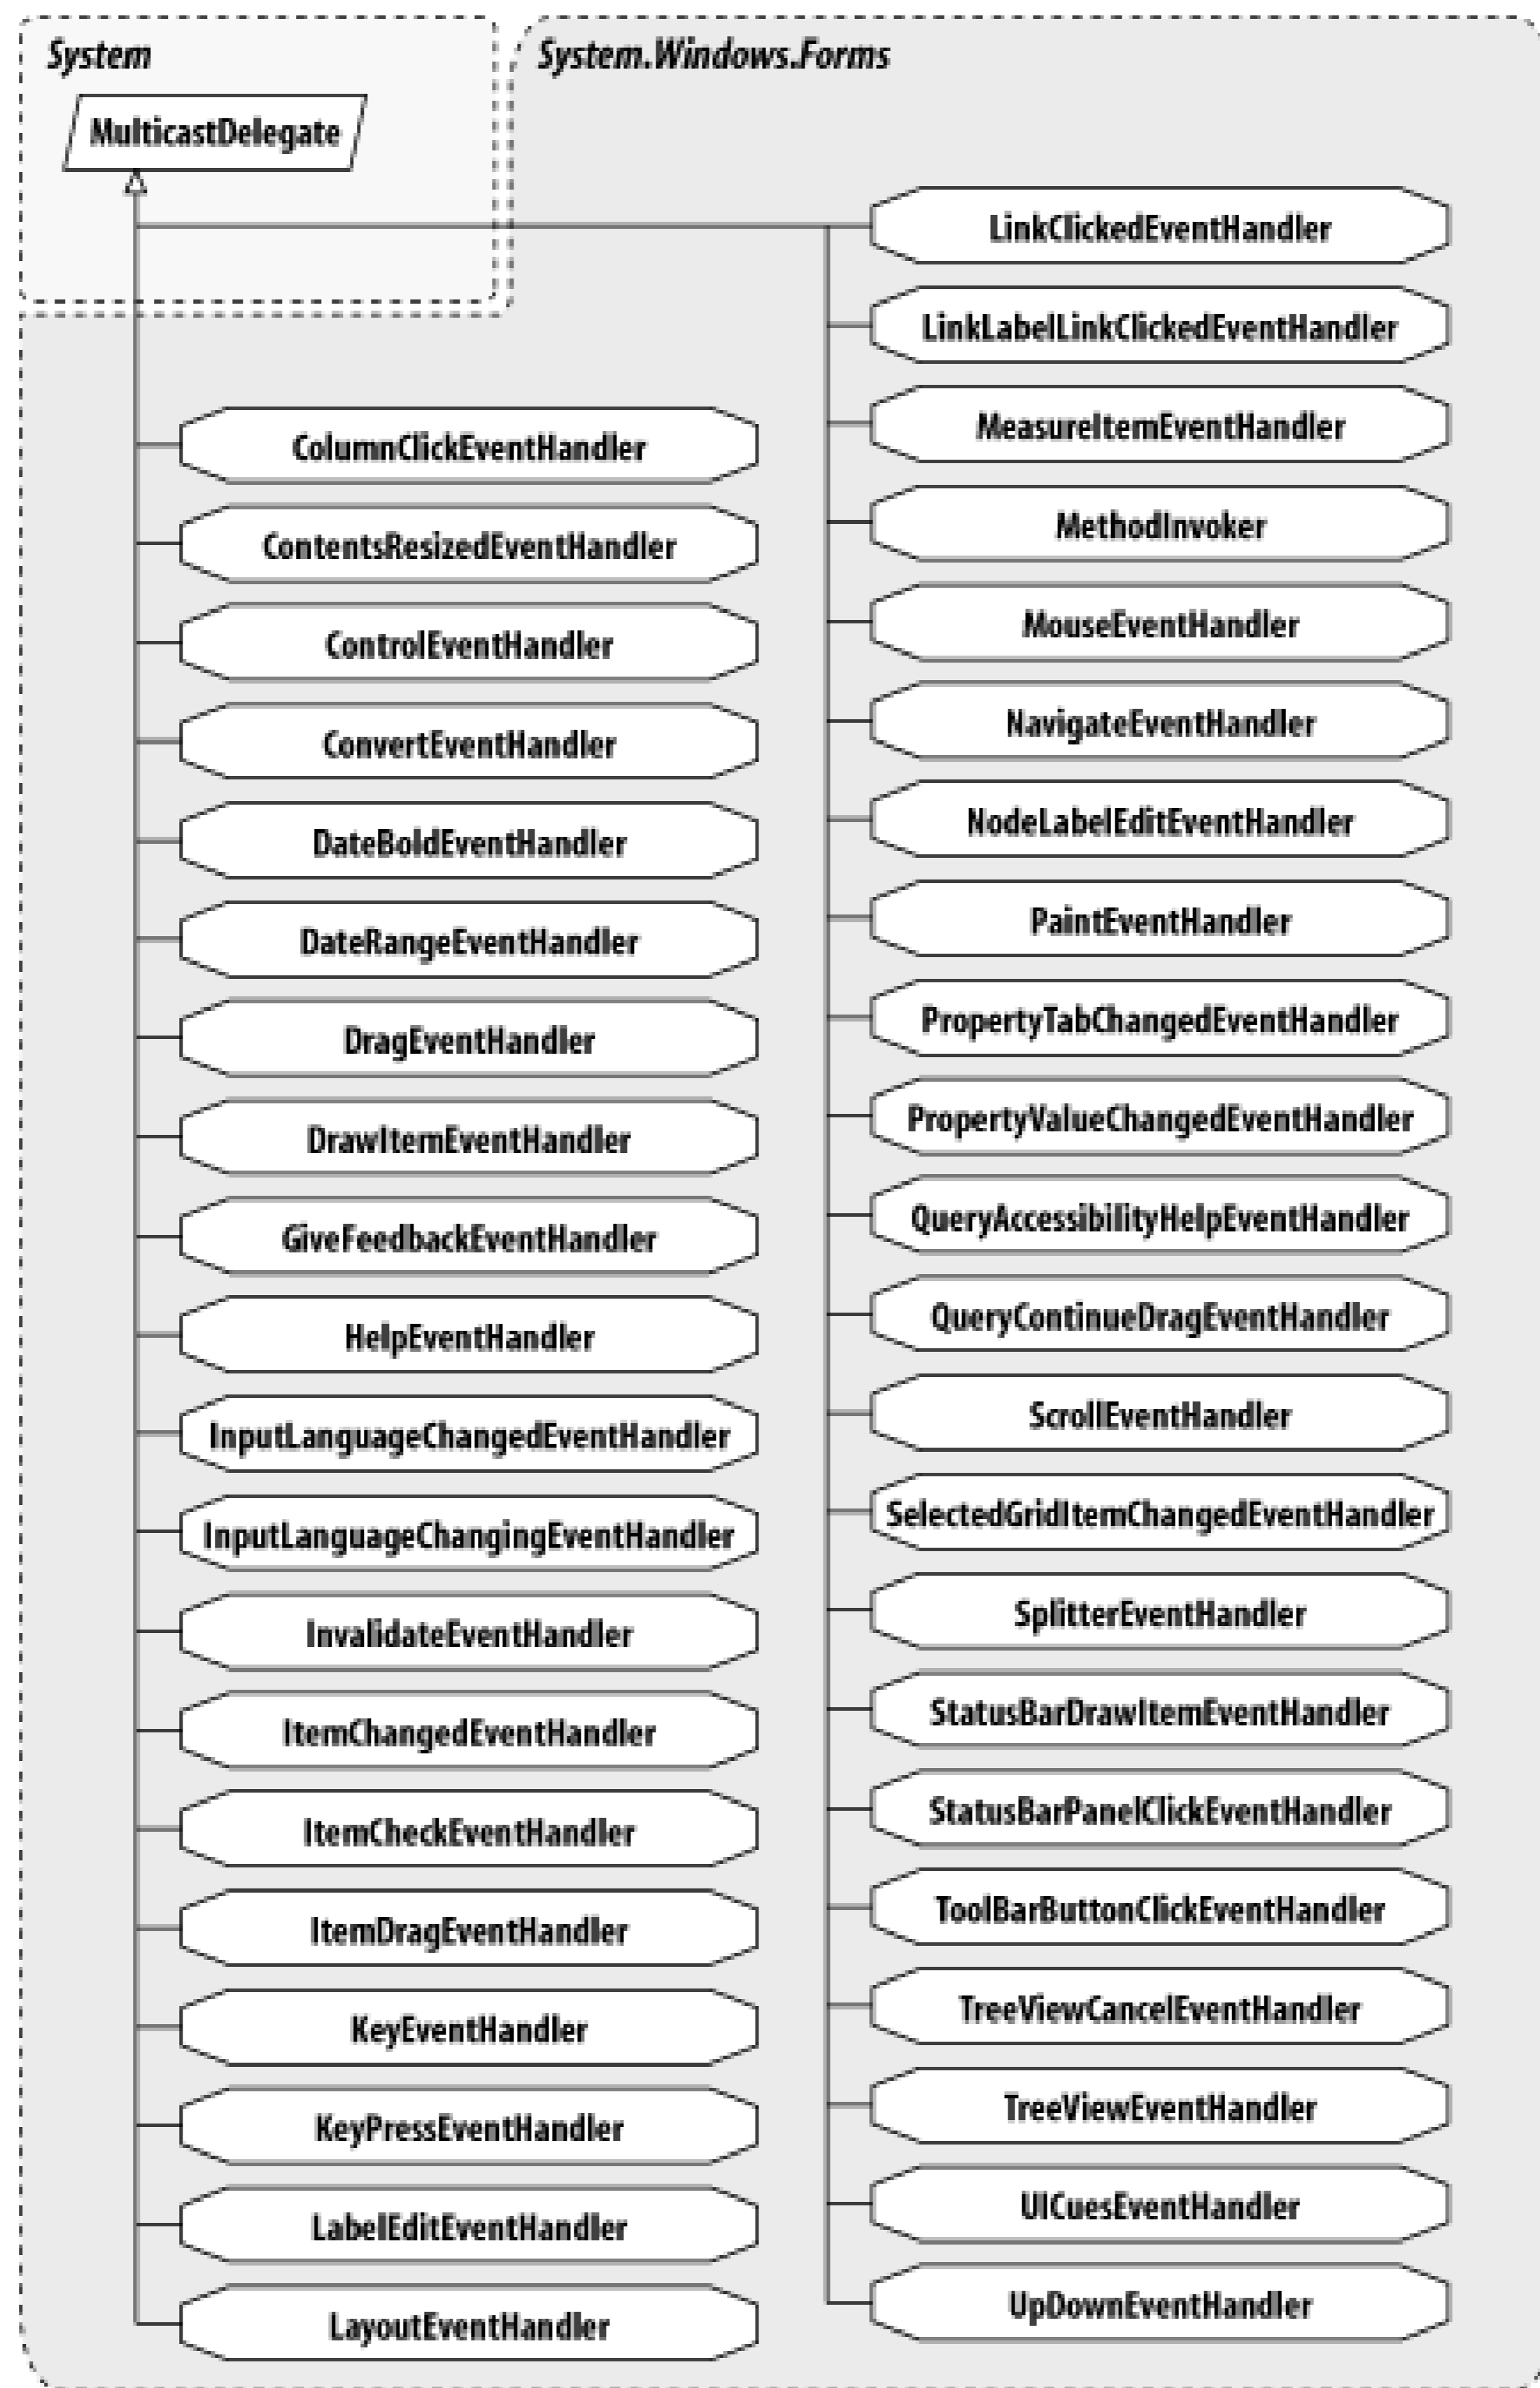 System
System.Windows.Forms
MulticastDelegate
ColumnClickEventHandler
ContentsResizedEventHandler
ControlEventHandler
ConvertEventHandler
DateBoldEventHandler
DateRangeEventHandler
DragEventHandler
DrawItemEventHandler
GiveFeedbackEventHandler
HelpEventHandler
InputLanguageChangedEventHandler
InputLanguageChangingEventHandler
InvalidateEventHandler
ItemChangedEventHandler
ItemCheckEventHandler
ItemDragEventHandler
KeyEventHandler
KeyPressEventHandler
LabelEditEventHandler
LayoutEventHandler
LinkClickedEventHandler
LinkLabelLinkClickedEventHandler
MeasureItemEventHandler
MethodInvoker
MouseEventHandler
NavigateEventHandler
NodeLabelEditEventHandler
PaintEventHandler
PropertyTabChangedEventHandler
PropertyValueChangedEventHandler
QueryAccessibilityHelpEventHandler
QueryContinueDragEventHandler
ScrollEventHandler
SelectedGridItemChangedEventHandler
SplitterEventHandler
StatusBarDrawItemEventHandler
StatusBarPanelClickEventHandler
ToolBarButtonClickEventHandler
TreeViewCancelEventHandler
TreeViewEventHandler
UICuesEventHandler
UpDownEventHandler